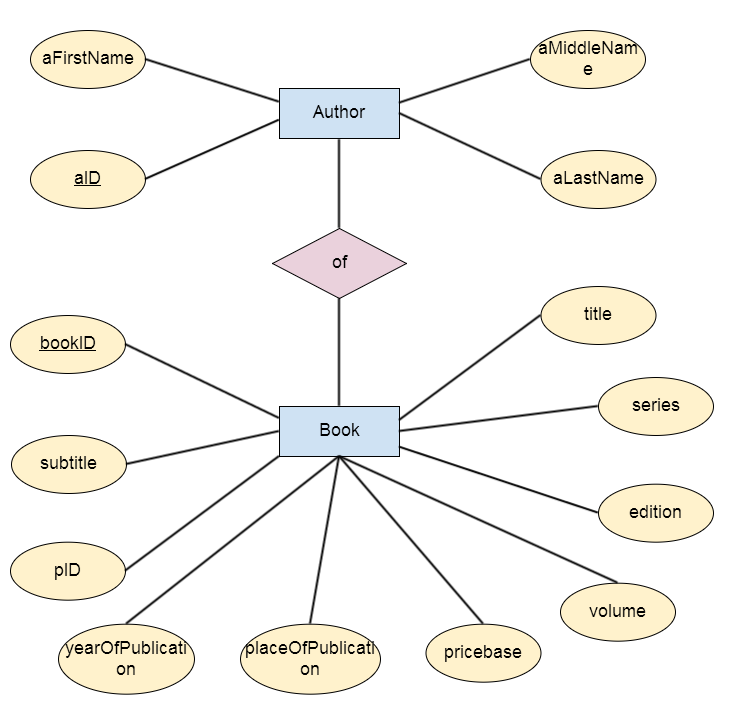 aFirstName
aMiddleNam
e
Author
aID
aLastName
of
title
bookID
series
Book
subtitle
edition
pID
volume
yearOfPublicati
on
placeOfPublicati
on
pricebase